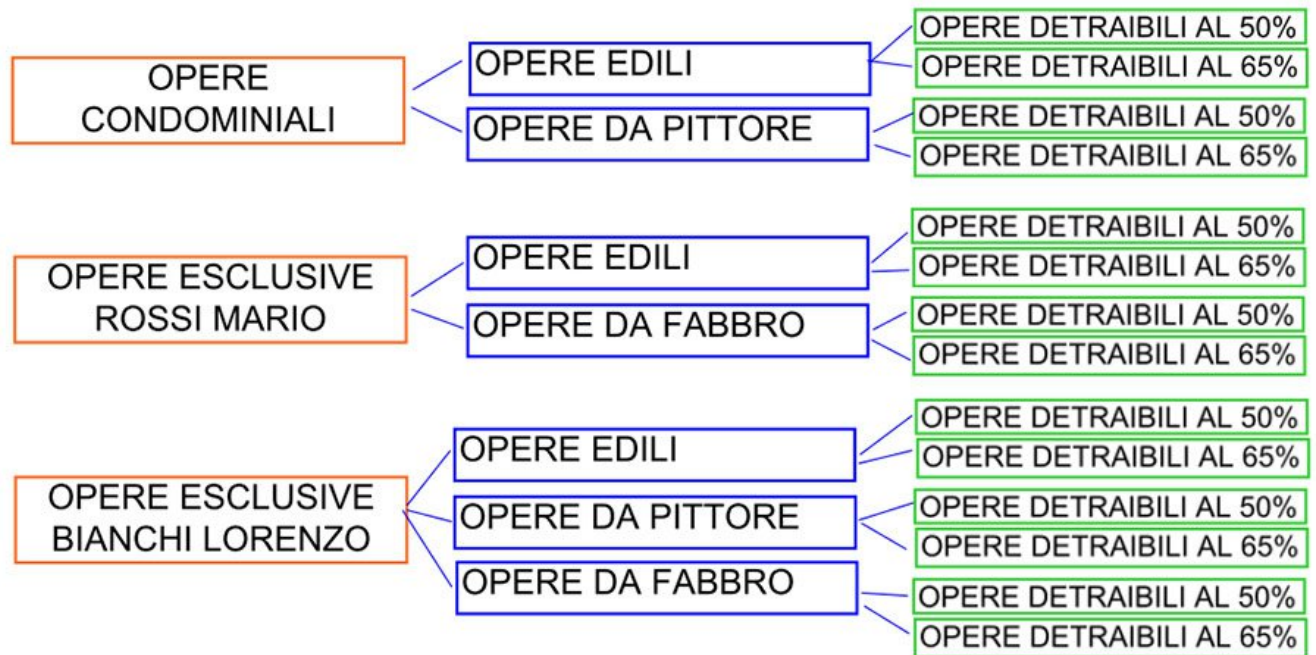 OPERE
CONDOMINIALI
OPERE EDILI
OPERE DETRAIBILI AL 50%
OPERE DETRAIBILI AL 65%
OPERE DA PITTORE
OPERE DETRAIBILI AL 50%
OPERE DETRAIBILI AL 65%
OPERE ESCLUSIVE
ROSSI MARIO
OPERE EDILI
OPERE DETRAIBILI AL 50%
OPERE DETRAIBILI AL 65%
OPERE DA FABBRO
OPERE DETRAIBILI AL 50%
OPERE DETRAIBILI AL 65%
OPERE ESCLUSIVE
BIANCHI LORENZO
OPERE EDILI
OPERE DETRAIBILI AL 50%
OPERE DETRAIBILI AL 65%
OPERE DA PITTORE
OPERE DETRAIBILI AL 50%
OPERE DETRAIBILI AL 65%
OPERE DA FABBRO
OPERE DETRAIBILI AL 50%
OPERE DETRAIBILI AL 65%